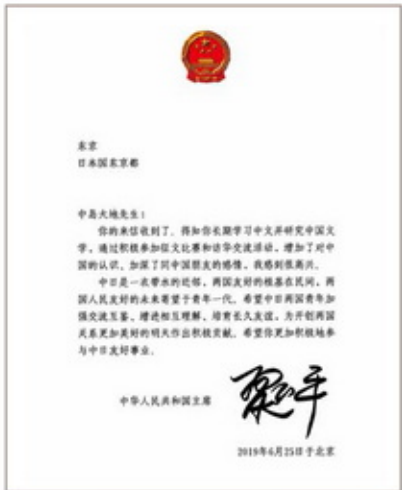 东京
日本国东京都
中岛大地先生：
你的来信收到了。得知你长期学习中文并研究中国文
学，通过积极参加征文比赛和访华交流活动，增加了对中
国的认识，加深了同中国朋友的感情，我感到很高兴。
中日是一衣带水的近邻，两国友好的根基在民间，两
国人民友好的未来寄望于青年一代。希望中日两国青年加
强交流互鉴、增进相互理解、培育长久友谊，为开创两国
关系更加美好的明天作出积极贡献。希望你更加积极地参
与中日友好事业。
中华人民共和国主席
2019年6月25日于北京